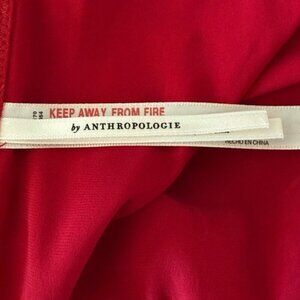 KEEP AWAY FROM FIRE
by ANTHROPOLOGIE
HECHO EN CHINA